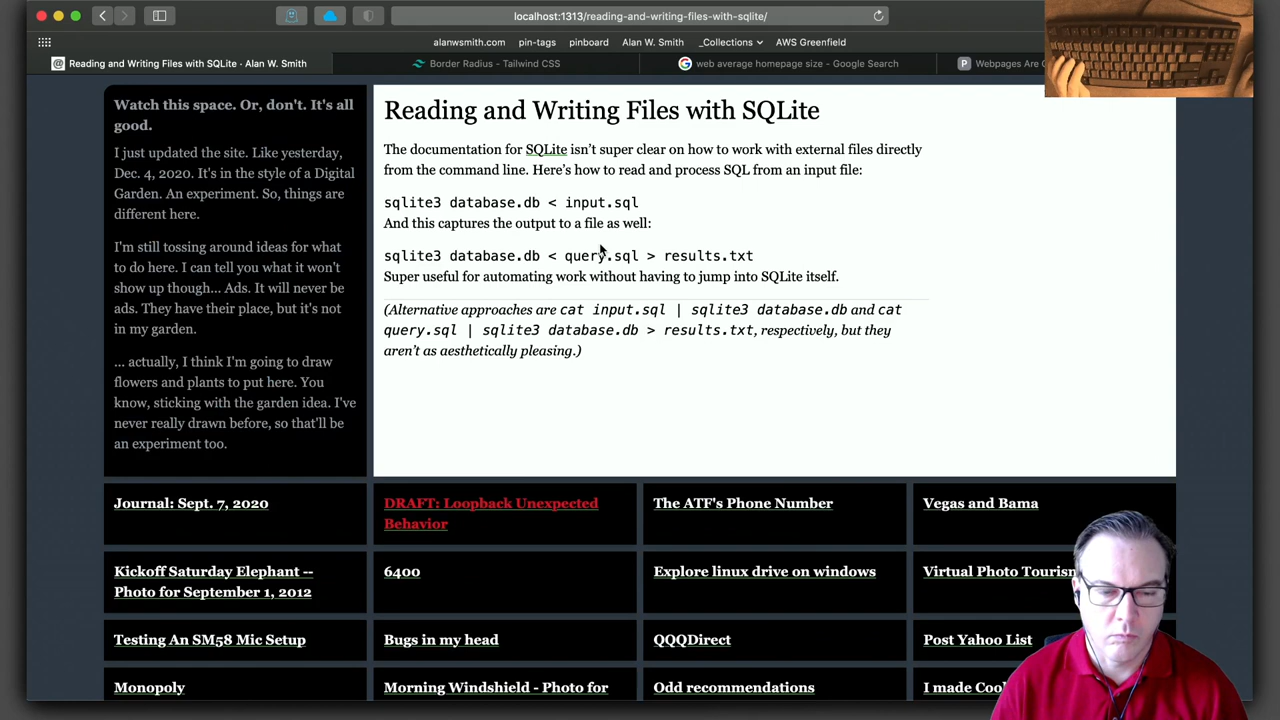 localhost:1313/reading-and-writing-files-with-sqlite/
alanwsmith.com pin-tags pinboard Alan W. Smith _Collections AWS Greenfield
Reading and Writing Files with SQLite - Alan W. Smith
Border Radius - Tailwind CSS
web average homepage size - Google Search
Webpages Are
Watch this space. Or, don't. It's all
good.
I just updated the site. Like yesterday,
Dec. 4, 2020. It's in the style of a Digital
Garden. An experiment. So, things are
different here.
I'm still tossing around ideas for what
to do here. I can tell you what it won't
show up though... Ads. It will never be
ads. They have their place, but it's not
in my garden.
... actually, I think I'm going to draw
flowers and plants to put here. You
know, sticking with the garden idea. I've
never really drawn before, so that'll be
an experiment too.
Reading and Writing Files with SQLite
The documentation for SQLite isn't super clear on how to work with external files directly
from the command line. Here's how to read and process SQL from an input file:
sqlite3 database.db < input.sql
And this captures the output to a file as well:
sqlite3 database.db < query.sql > results.txt
Super useful for automating work without having to jump into SQLite itself.
(Alternative approaches are cat input.sql | sqlite3 database.db and cat
query.sql | sqlite3 database.db > results.txt, respectively, but they
aren't as aesthetically pleasing.)
Journal: Sept. 7, 2020
DRAFT: Loopback Unexpected
Behavior
The ATF's Phone Number
Vegas and Bama
Kickoff Saturday Elephant --
Photo for September 1, 2012
6400
Explore linux drive on windows
Virtual Photo Tourism
Testing An SM58 Mic Setup
Bugs in my head
QQQDirect
Post Yahoo List
Monopoly
Morning Windshield - Photo for
Odd recommendations
I made